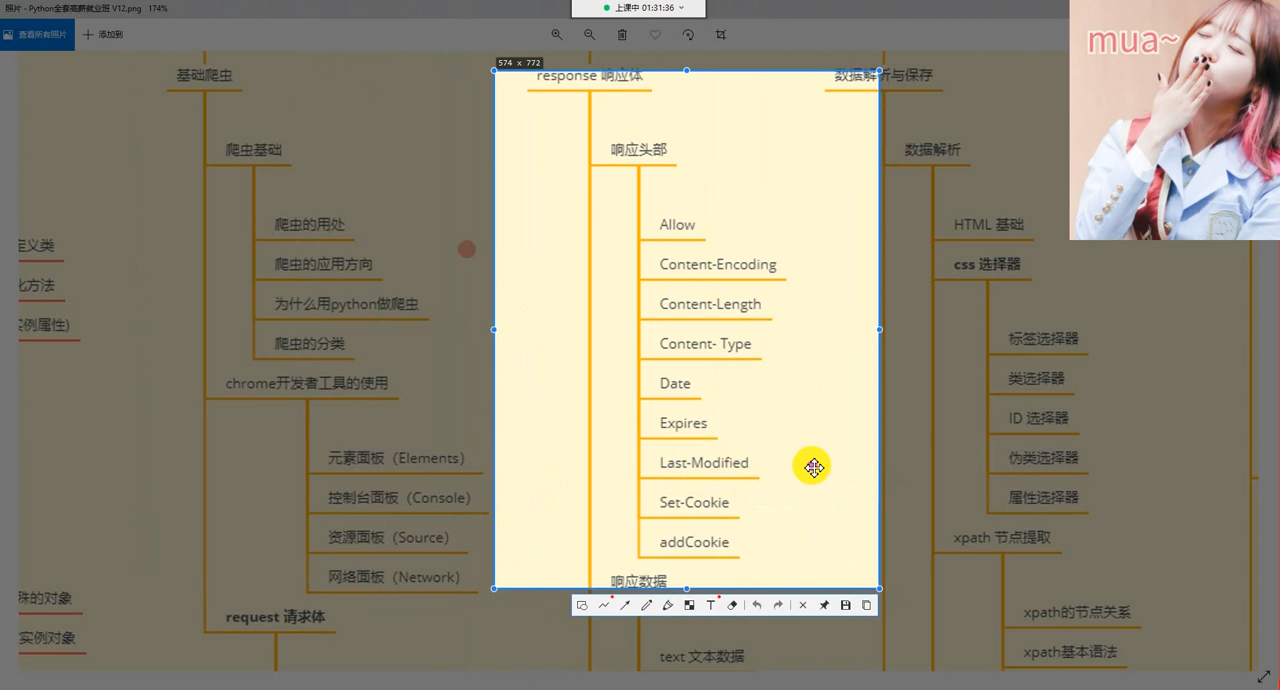 照片 - Python全套高薪就业班 V12.png   174%
上课中 01:31:36
查看所有照片
添加到
mua~
574 x 772
基础爬虫
爬虫基础
爬虫的用处
爬虫的应用方向
为什么用python做爬虫
爬虫的分类
chrome开发者工具的使用
元素面板（Elements）
控制台面板（Console）
资源面板（Source）
网络面板（Network）
request 请求体
定义类
化方法
实例属性)
殊的对象
实例对象
response 响应体
响应头部
Allow
Content-Encoding
Content-Length
Content- Type
Date
Expires
Last-Modified
Set-Cookie
addCookie
响应数据
text 文本数据
数据解析与保存
数据解析
HTML 基础
css 选择器
标签选择器
类选择器
ID 选择器
伪类选择器
属性选择器
xpath 节点提取
xpath的节点关系
xpath基本语法